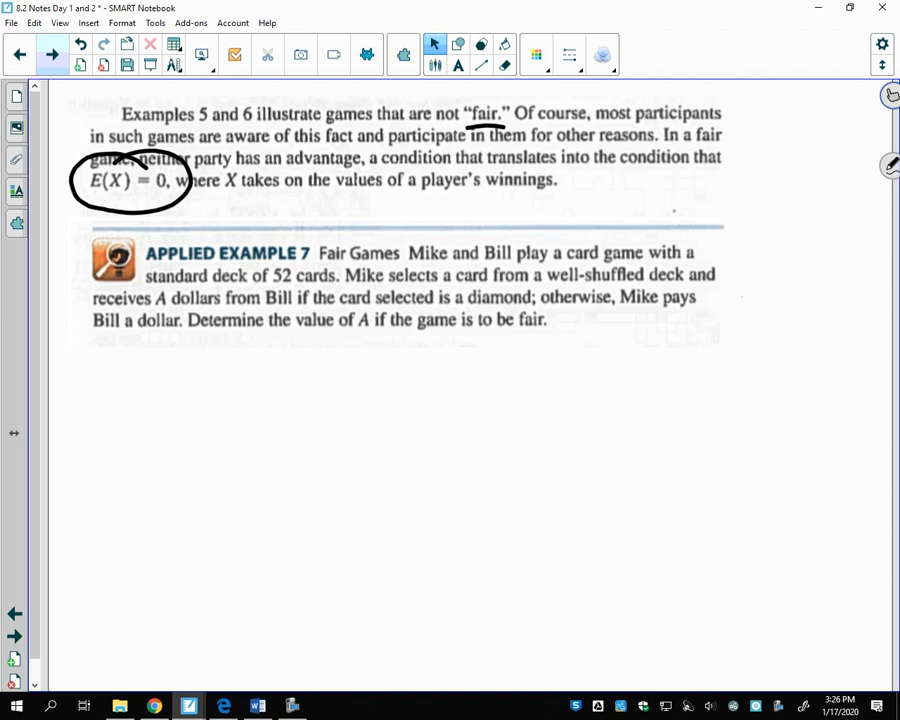 8.2 Notes Day 1 and 2 * - SMART Notebook
File Edit View Insert Format Tools Add-ons Account Help
Examples 5 and 6 illustrate games that are not “fair.” Of course, most participants
in such games are aware of this fact and participate in them for other reasons. In a fair
game, neither party has an advantage, a condition that translates into the condition that
E(X) = 0, where X takes on the values of a player's winnings.
APPLIED EXAMPLE 7 Fair Games Mike and Bill play a card game with a
standard deck of 52 cards. Mike selects a card from a well-shuffled deck and
receives A dollars from Bill if the card selected is a diamond; otherwise, Mike pays
Bill a dollar. Determine the value of A if the game is to be fair.
3:26 PM
1/17/2020